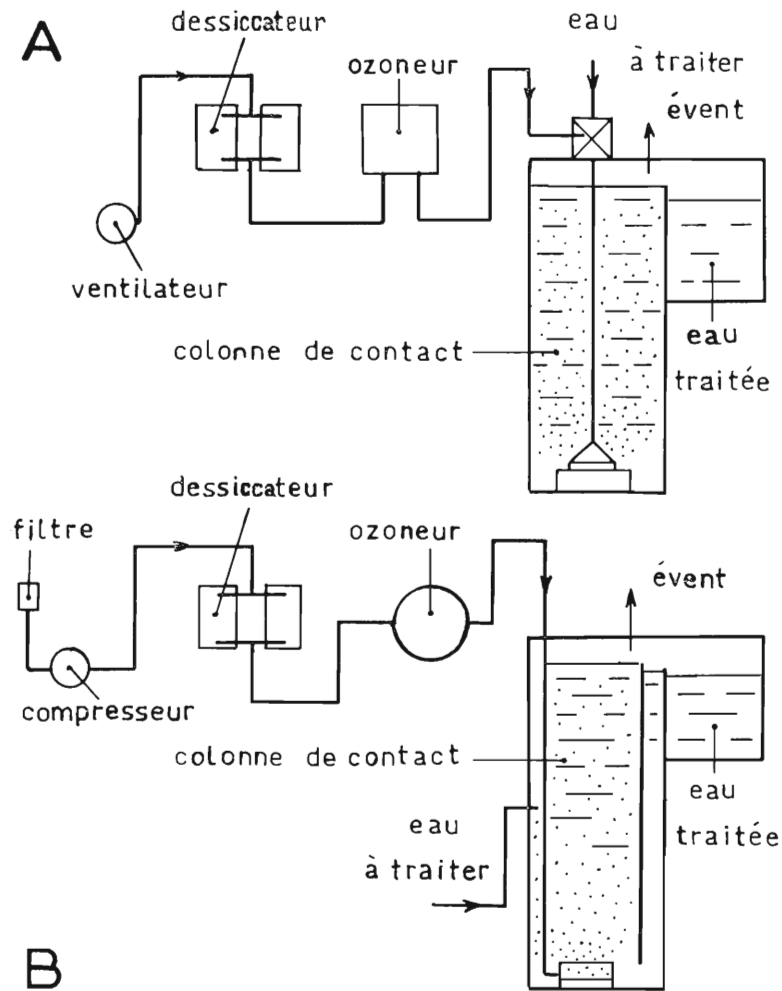 A
dessiccateur
eau
à traiter
ozoneur
évent
ventilateur
colonne de contact
eau
traitée
dessiccateur
filtre
ozoneur
évent
compresseur
colonne de contact
eau
traitée
eau
à traiter
B